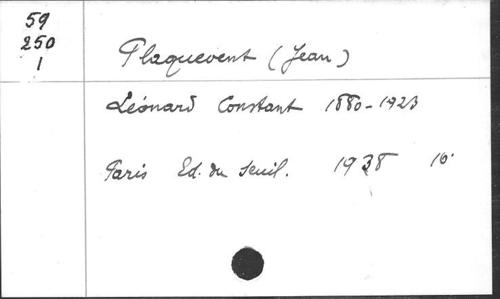 59
250
1
Plaquevent (Jean)
Léonard Constant 1880-1923
Paris Ed. du Seuil. 1938 16°